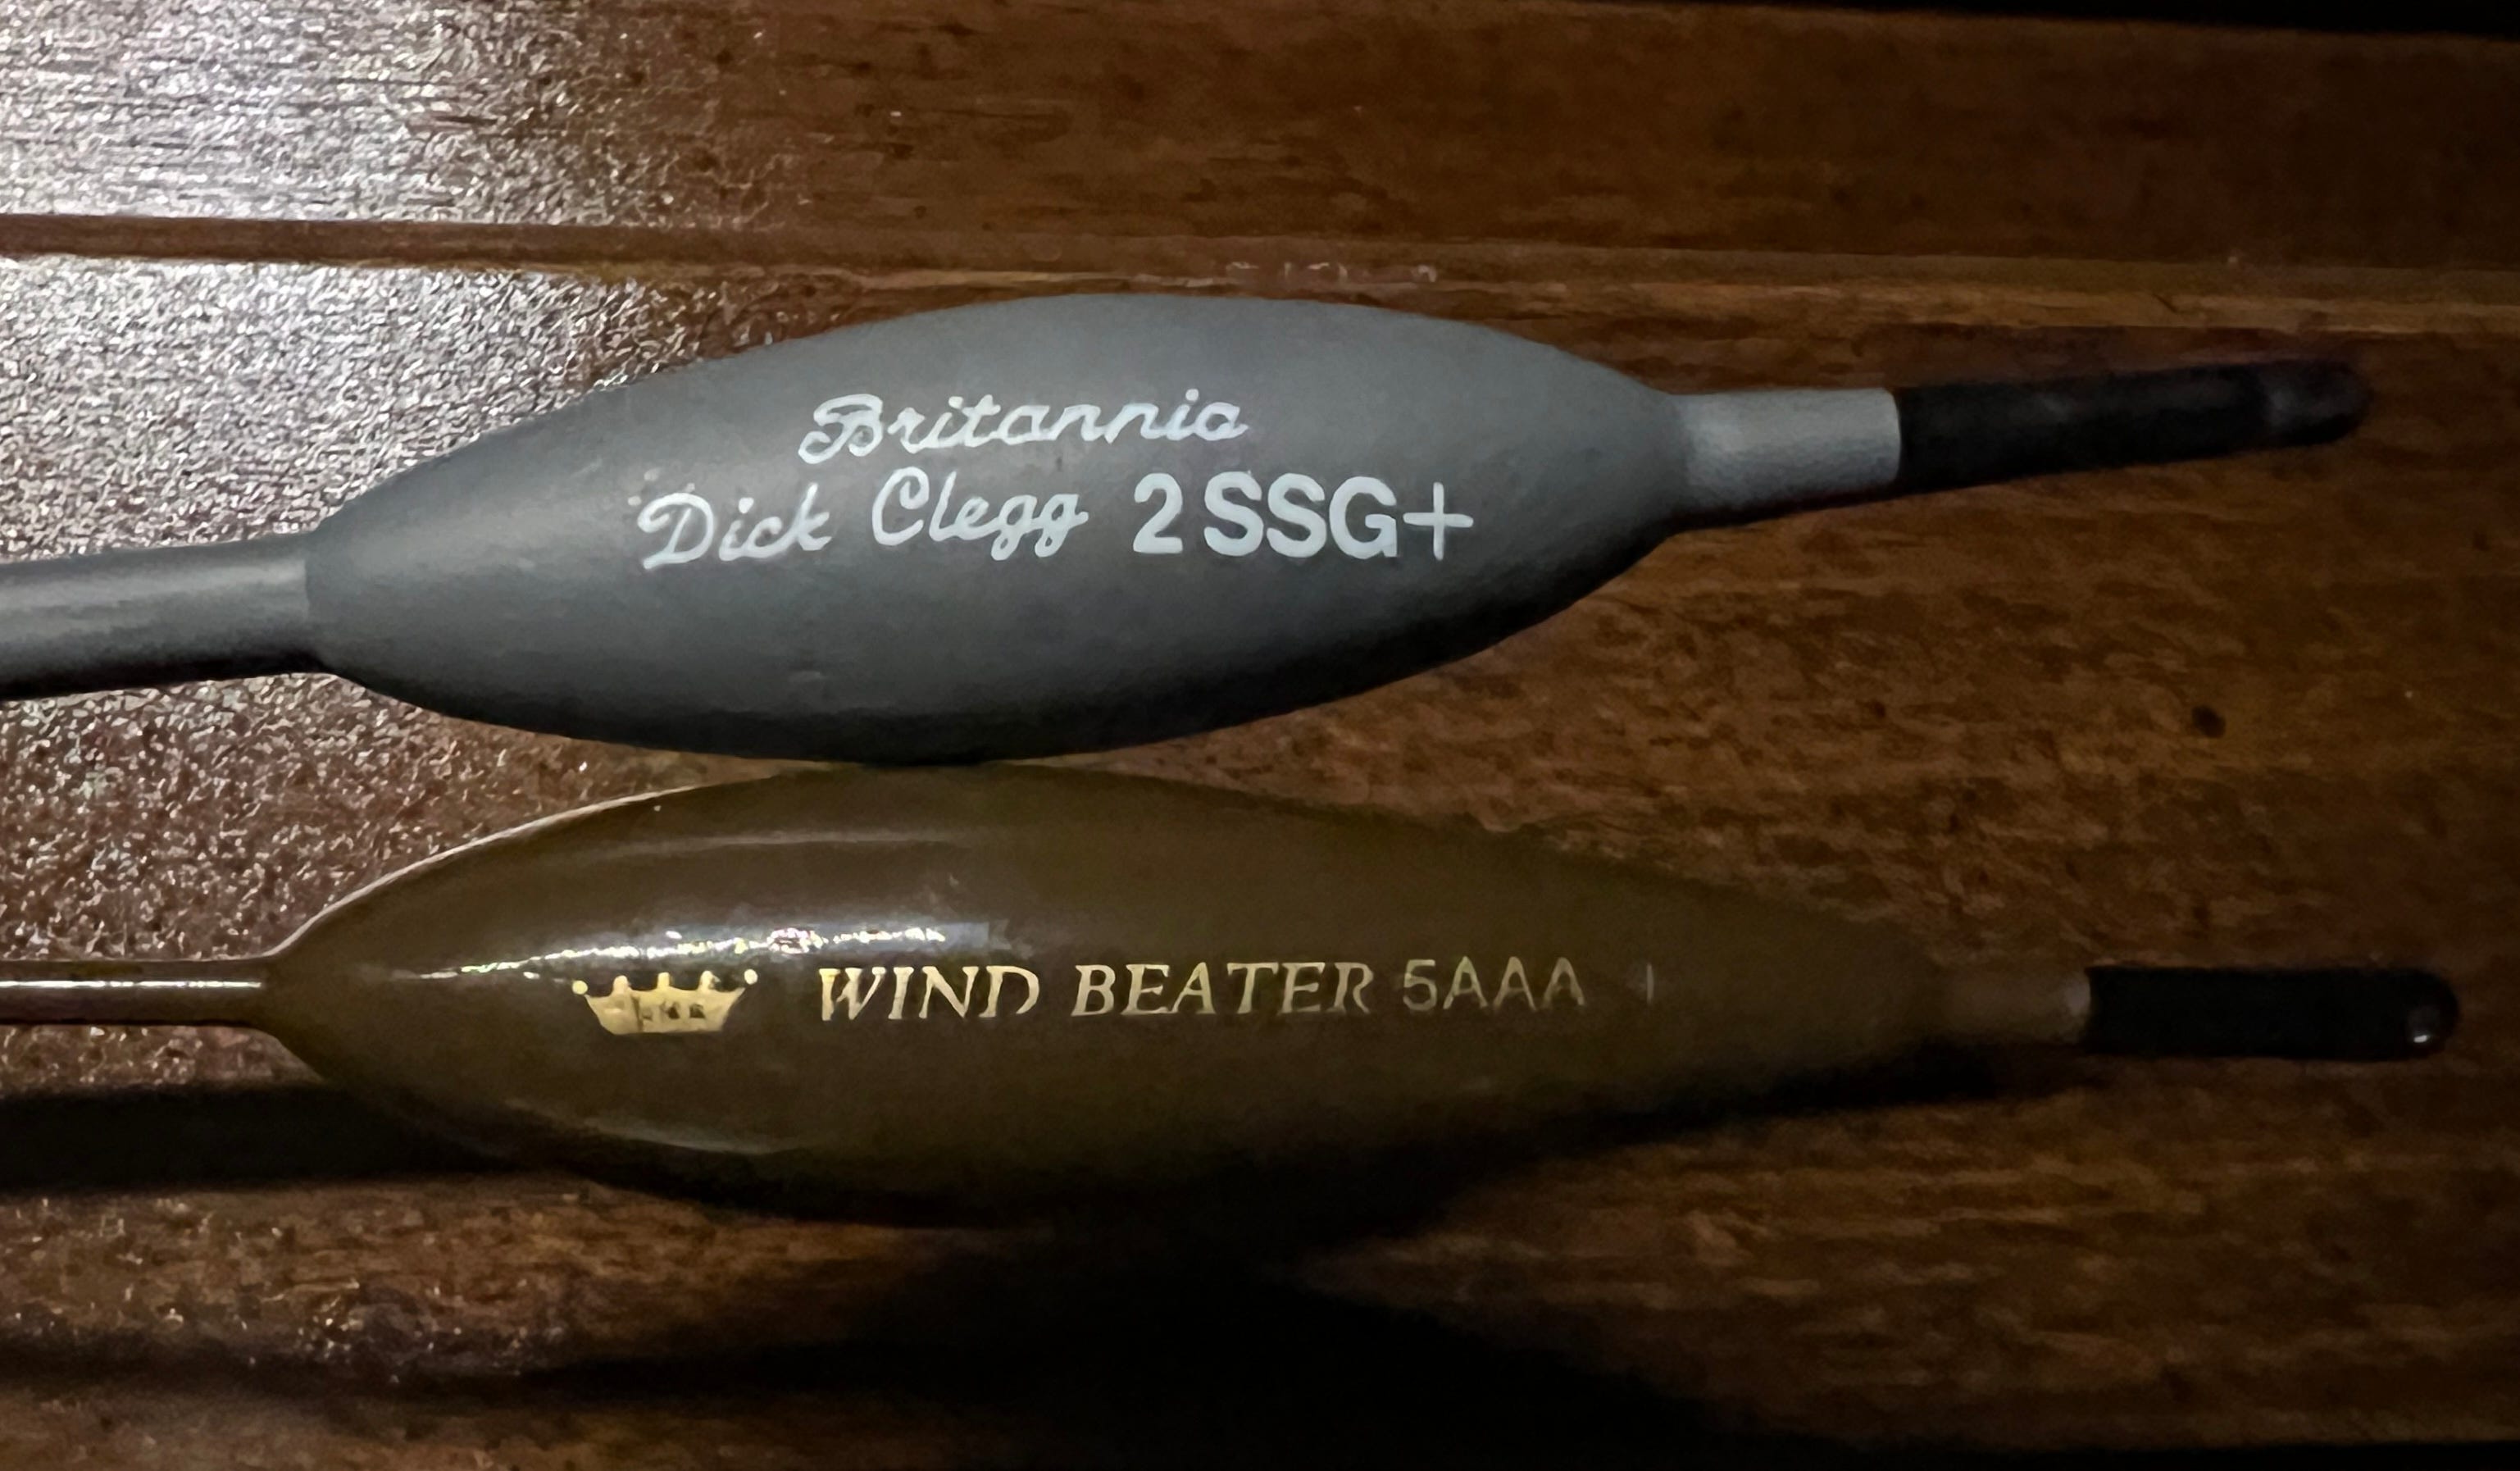 Britannia
Dick Clegg 2SSG+
WIND BEATER 5AAA